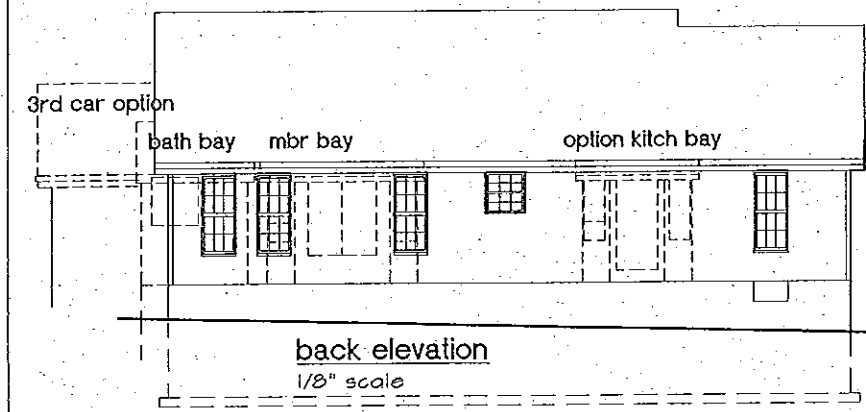 3rd car option
bath bay
mbr bay
option kitch bay
back elevation
1/8" scale